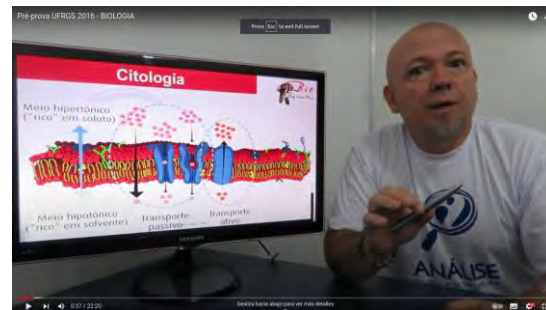 Pré-prova UFRGS 2016 - BIOLOGIA
Press Esc to exit full screen
Citologia
Bio
Meio hipertônico
("rico" em soluto)
Meio hipotônico
("rico" em solvente)
Transporte
passivo
Transporte
ativo
SAMSUNG
ANÁLISE
0:37 / 22:20
Desliza hacia abajo para ver más detalles